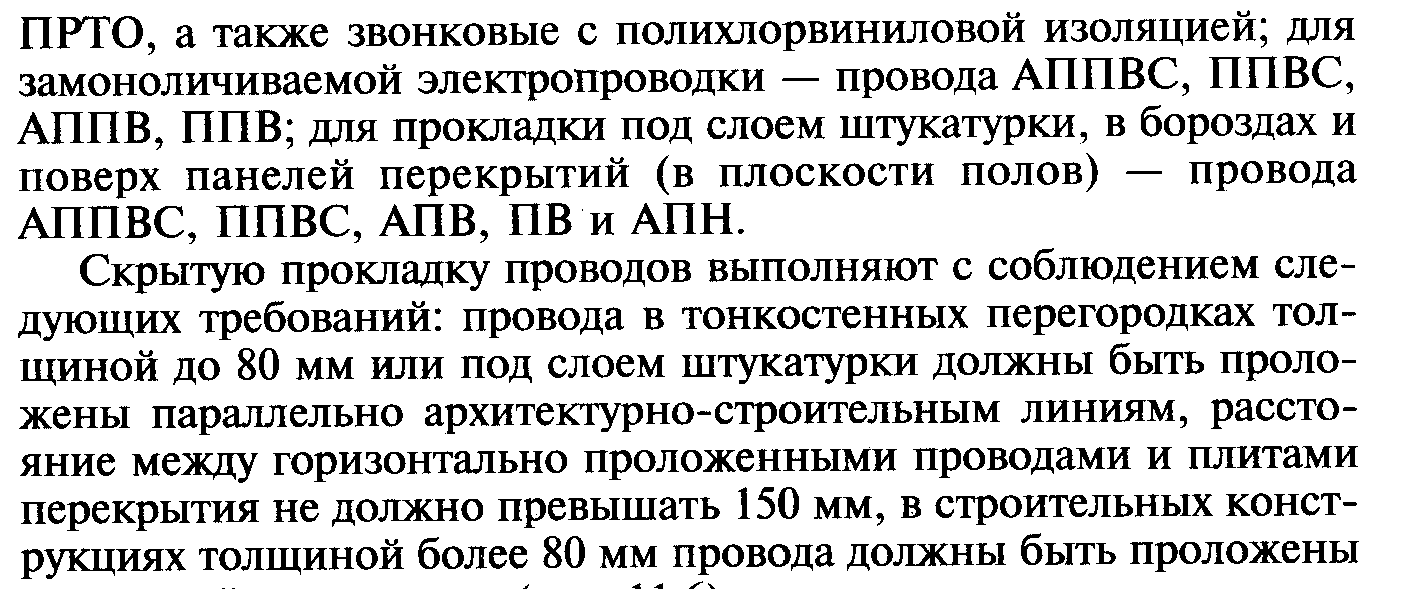 ПРТО, а также звонковые с полихлорвиниловой изоляцией; для
замоноличиваемой электропроводки — провода АППВС, ППВС,
АППВ, ППВ; для прокладки под слоем штукатурки, в бороздах и
поверх панелей перекрытий (в плоскости полов) — провода
АППВС, ППВС, АПВ, ПВ и АПН.
Скрытую прокладку проводов выполняют с соблюдением сле-
дующих требований: провода в тонкостенных перегородках тол-
щиной до 80 мм или под слоем штукатурки должны быть проло-
жены параллельно архитектурно-строительным линиям, рассто-
яние между горизонтально проложенными проводами и плитами
перекрытия не должно превышать 150 мм, в строительных конст-
рукциях толщиной более 80 мм провода должны быть проложены